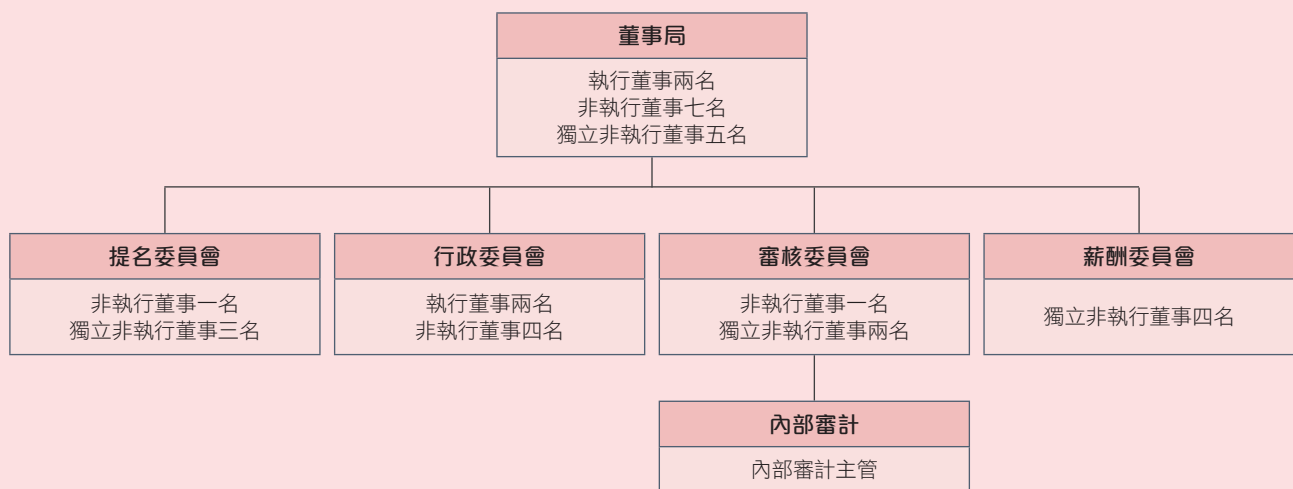 董事局
執行董事兩名
非執行董事七名
獨立非執行董事五名
提名委員會
非執行董事一名
獨立非執行董事三名
行政委員會
執行董事兩名
非執行董事四名
審核委員會
非執行董事一名
獨立非執行董事兩名
薪酬委員會
獨立非執行董事四名
內部審計
內部審計主管